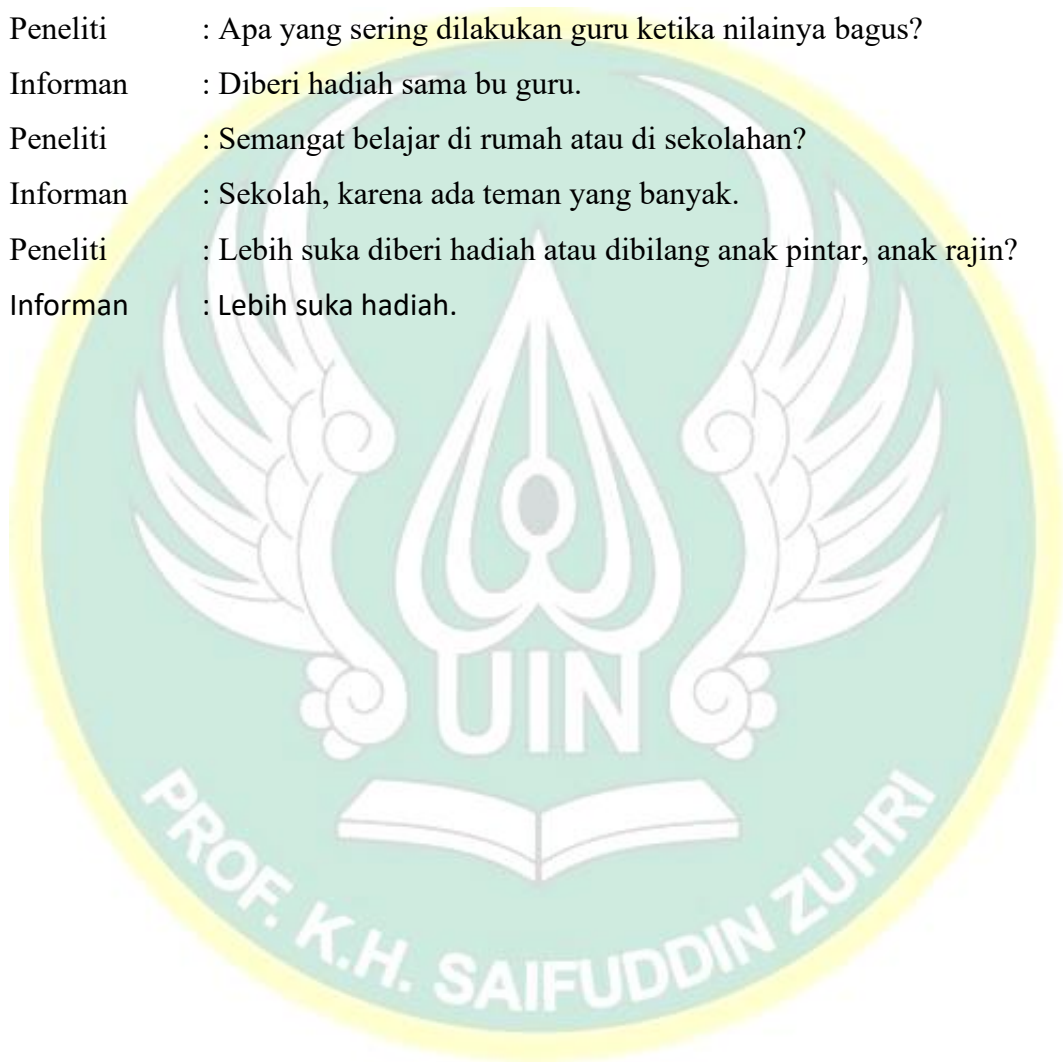 Peneliti : Apa yang sering dilakukan guru ketika nilainya bagus?
Informan : Diberi hadiah sama bu guru.
Peneliti : Semangat belajar di rumah atau di sekolahan?
Informan : Sekolah, karena ada teman yang banyak.
Peneliti : Lebih suka diberi hadiah atau dibilang anak pintar, anak rajin?
Informan : Lebih suka hadiah.
UIN
PROF. K.H. SAIFUDDIN ZUHRI